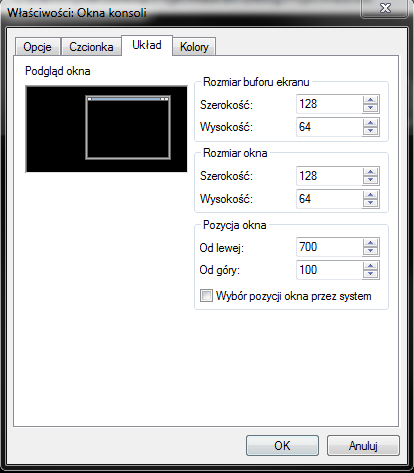 Właściwości: Okna konsoli
Opcje Czcionka Układ Kolory
Podgląd okna
Rozmiar buforu ekranu
Szerokość: 128
Wysokość: 64
Rozmiar okna
Szerokość: 128
Wysokość: 64
Pozycja okna
Od lewej: 700
Od góry: 100
Wybór pozycji okna przez system
OK Anuluj